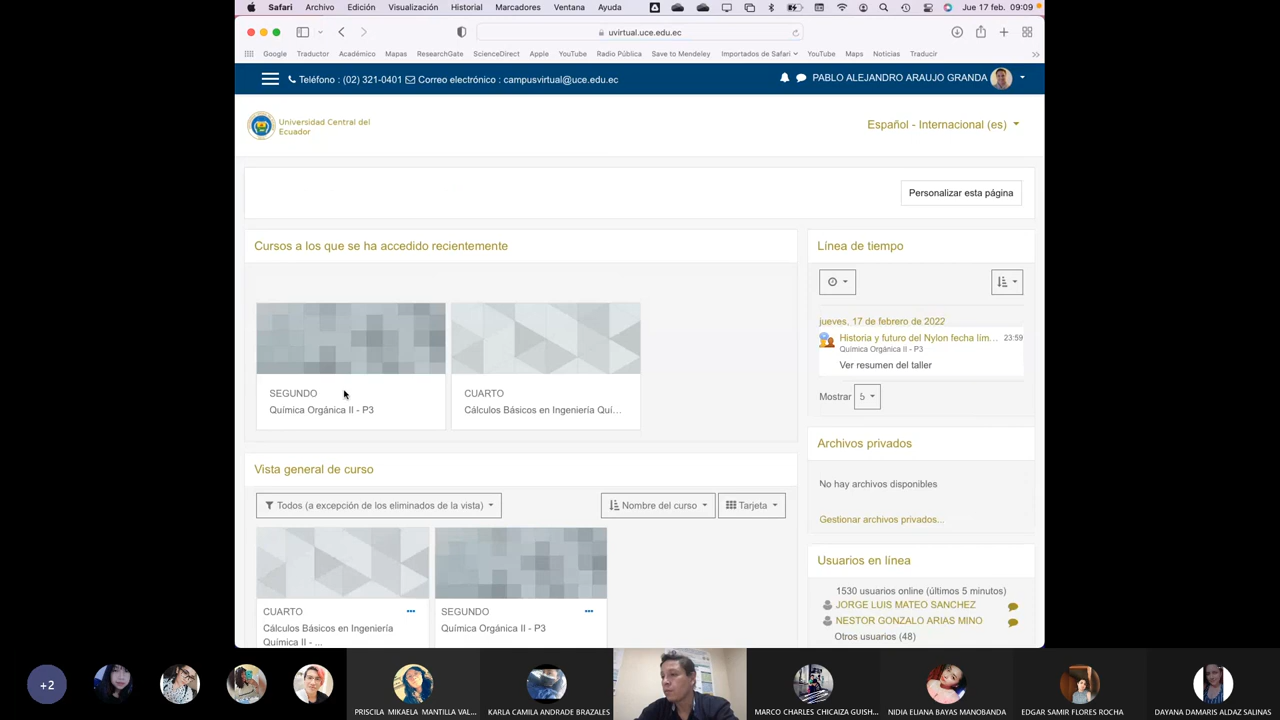 Safari Archivo Edición Visualización Historial Marcadores Ventana Ayuda Jue 17 feb. 09:09
uvirtual.uce.edu.ec
Google Traductor Académico Mapas ResearchGate ScienceDirect Apple YouTube Radio Pública Save to Mendeley Importados de Safari YouTube Maps Noticias Traducir
Teléfono : (02) 321-0401 Correo electrónico : campusvirtual@uce.edu.ec PABLO ALEJANDRO ARAUJO GRANDA
Universidad Central del
Ecuador
Español - Internacional (es)
Personalizar esta página
Cursos a los que se ha accedido recientemente
SEGUNDO
Química Orgánica II - P3
CUARTO
Cálculos Básicos en Ingeniería Quí...
Vista general de curso
Todos (a excepción de los eliminados de la vista) Nombre del curso Tarjeta
CUARTO
Cálculos Básicos en Ingeniería
Química II - ...
SEGUNDO
Química Orgánica II - P3
Línea de tiempo
jueves, 17 de febrero de 2022
Historia y futuro del Nylon fecha lím... 23:59
Química Orgánica II - P3
Ver resumen del taller
Mostrar 5
Archivos privados
No hay archivos disponibles
Gestionar archivos privados...
Usuarios en línea
1530 usuarios online (últimos 5 minutos)
JORGE LUIS MATEO SANCHEZ
NESTOR GONZALO ARIAS MINO
Otros usuarios (48)
+2
PRISCILA MIKAELA MANTILLA VAL...
KARLA CAMILA ANDRADE BRAZALES
MARCO CHARLES CHICAIZA GUISH...
NIDIA ELIANA BAYAS MANOBANDA
EDGAR SAMIR FLORES ROCHA
DAYANA DAMARIS ALDAZ SALINAS